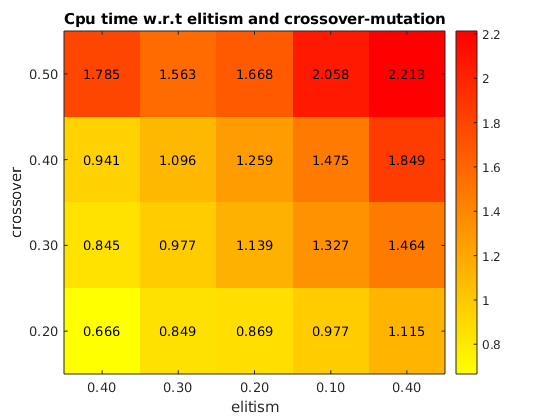 Cpu time w.r.t elitism and crossover-mutation
0.50 1.785 1.563 1.668 2.058 2.213
0.40 0.941 1.096 1.259 1.475 1.849
0.30 0.845 0.977 1.139 1.327 1.464
0.20 0.666 0.849 0.869 0.977 1.115
0.40 0.30 0.20 0.10 0.40
elitism
crossover
2.2
2
1.8
1.6
1.4
1.2
1
0.8